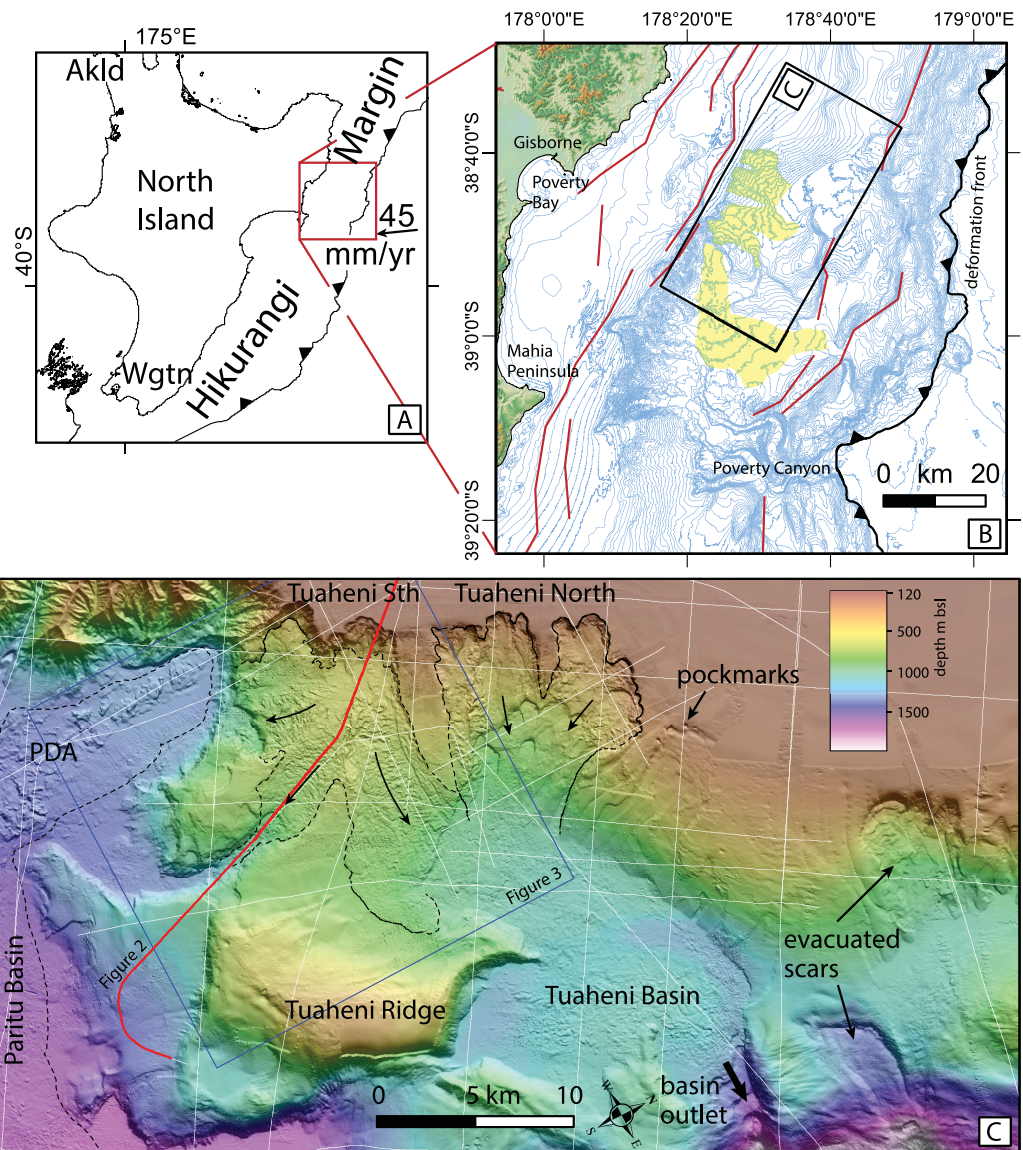 175°E
Akld
Margin
North
Island
45
mm/yr
40°S
Hikurangi
Wgtn
A
178°0'0"E
178°20'0"E
178°40'0"E
179°0'0"E
C
38°40'0"S
Gisborne
Poverty
Bay
deformation front
39°0'0"S
Mahia
Peninsula
Poverty Canyon
0 km 20
39°20'0"S
B
Tuaheni Sth
Tuaheni North
120
500
1000
1500
depth m bsl
pockmarks
PDA
Figure 3
evacuated
scars
Figure 2
Paritu Basin
Tuaheni Ridge
Tuaheni Basin
basin
outlet
0 5 km 10
W
N
S
E
C